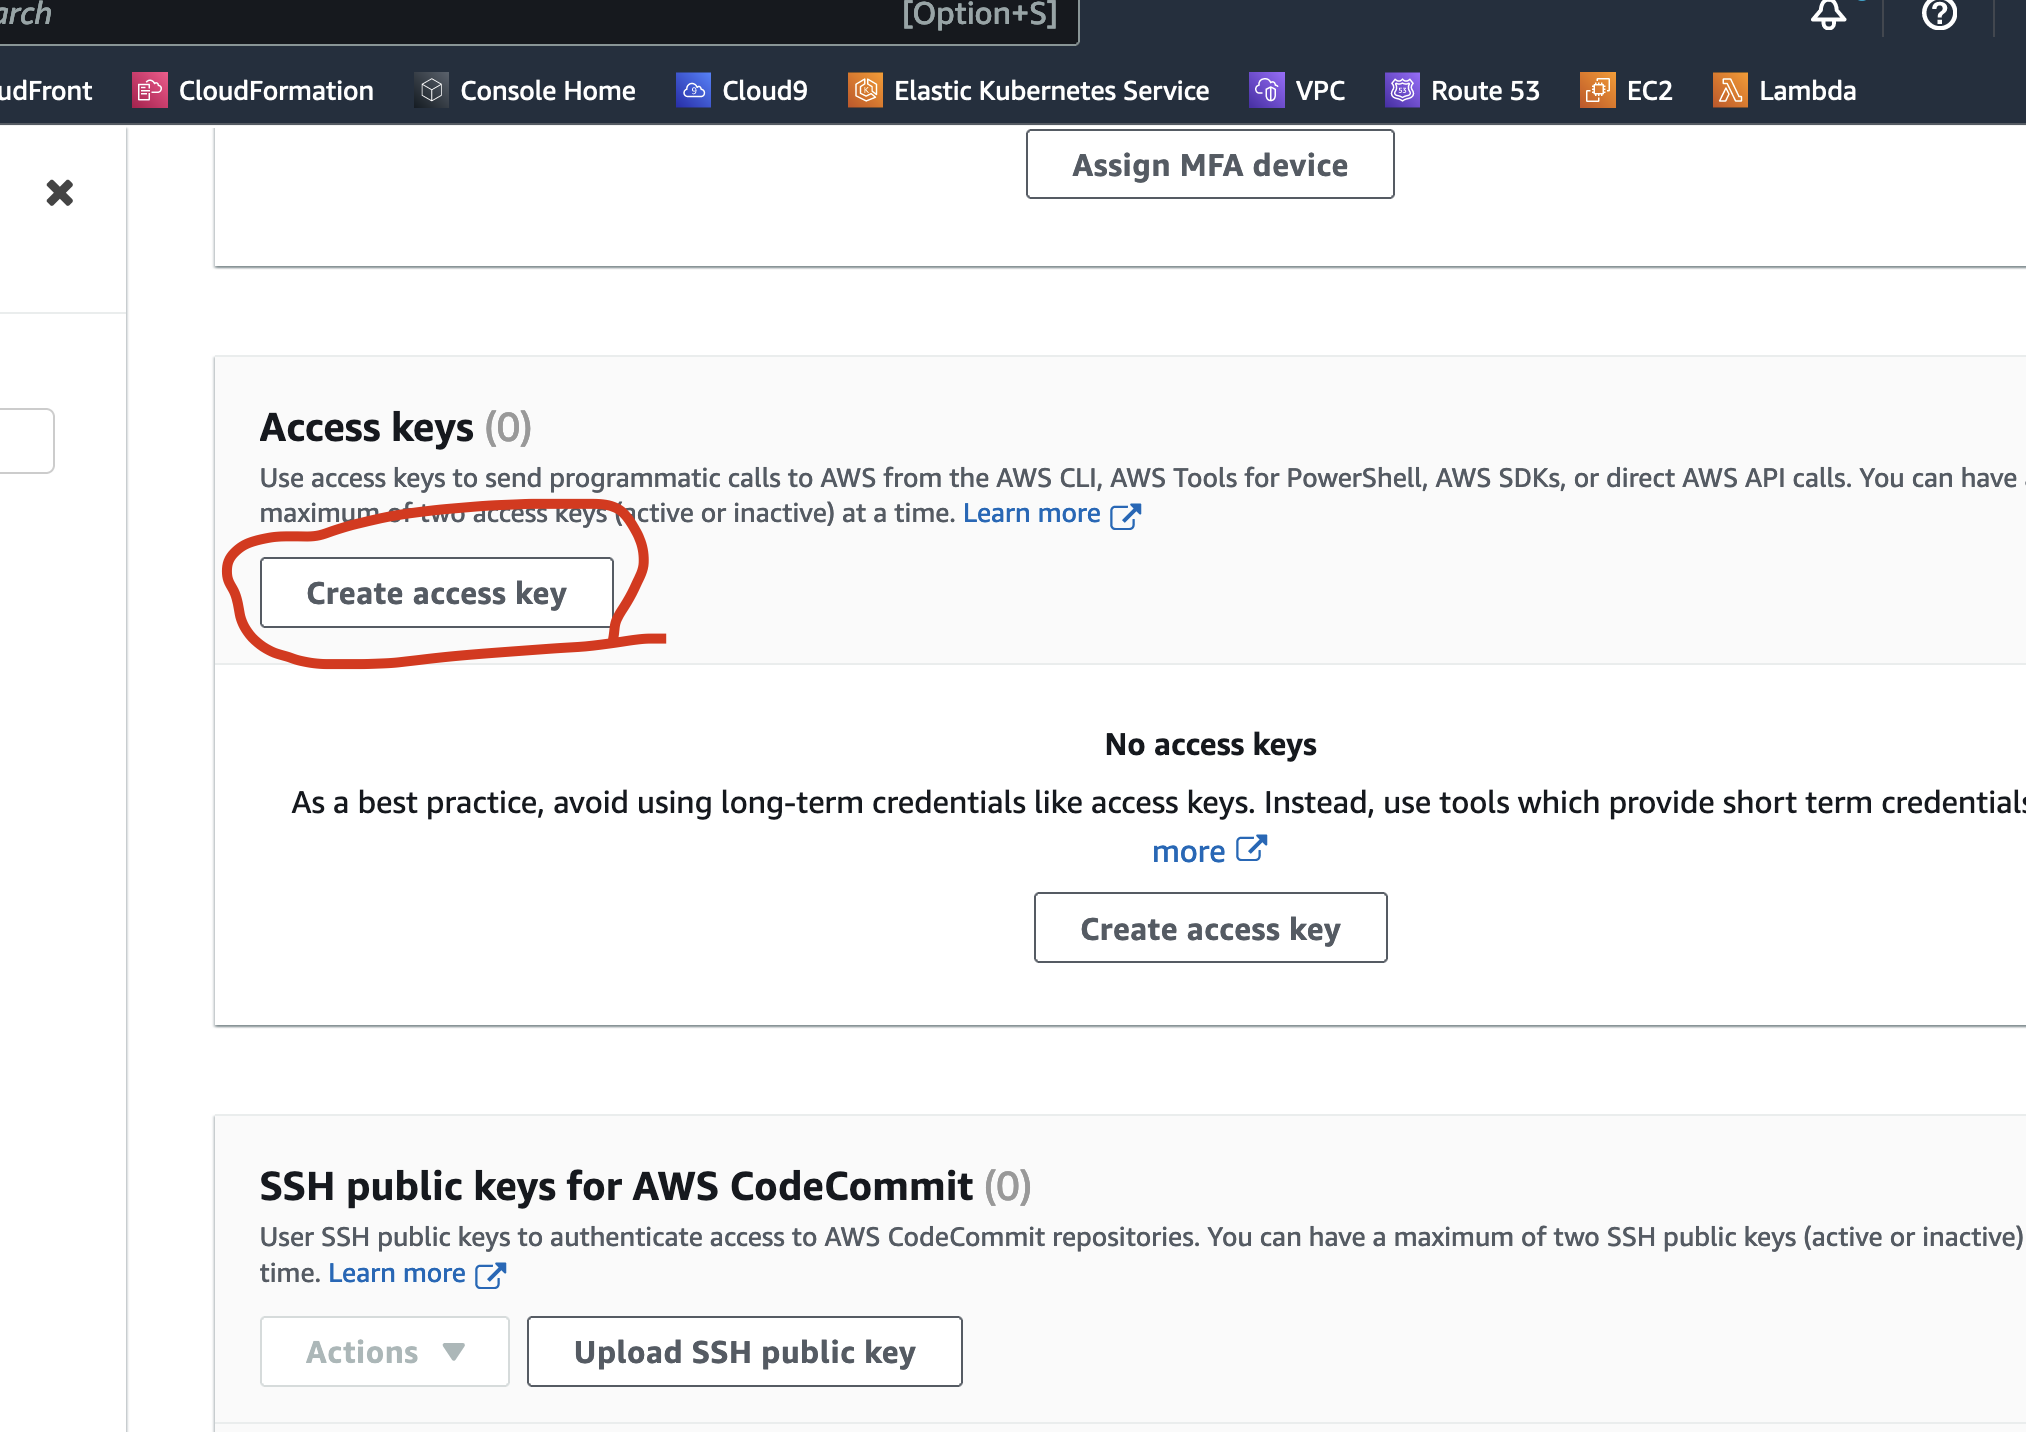 arch [Option+S]
udFront CloudFormation Console Home Cloud9 Elastic Kubernetes Service VPC Route 53 EC2 Lambda
Assign MFA device
Access keys (0)
Use access keys to send programmatic calls to AWS from the AWS CLI, AWS Tools for PowerShell, AWS SDKs, or direct AWS API calls. You can have
maximum of two access keys (active or inactive) at a time. Learn more
Create access key
No access keys
As a best practice, avoid using long-term credentials like access keys. Instead, use tools which provide short term credentials
more
Create access key
SSH public keys for AWS CodeCommit (0)
User SSH public keys to authenticate access to AWS CodeCommit repositories. You can have a maximum of two SSH public keys (active or inactive)
time. Learn more
Actions Upload SSH public key